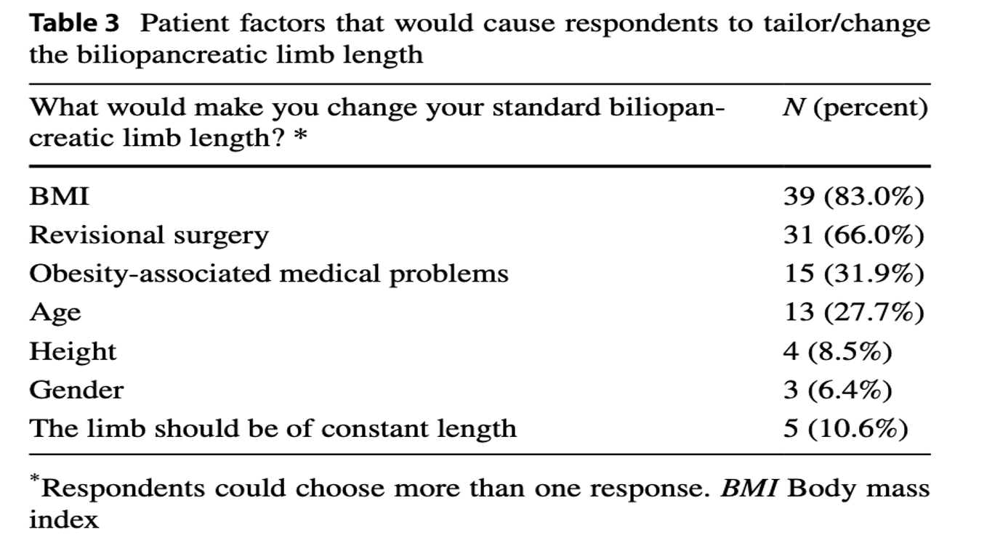 Table 3 Patient factors that would cause respondents to tailor/change
the biliopancreatic limb length
What would make you change your standard biliopan- N (percent)
creatic limb length? *
BMI 39 (83.0%)
Revisional surgery 31 (66.0%)
Obesity-associated medical problems 15 (31.9%)
Age 13 (27.7%)
Height 4 (8.5%)
Gender 3 (6.4%)
The limb should be of constant length 5 (10.6%)
*Respondents could choose more than one response. BMI Body mass
index